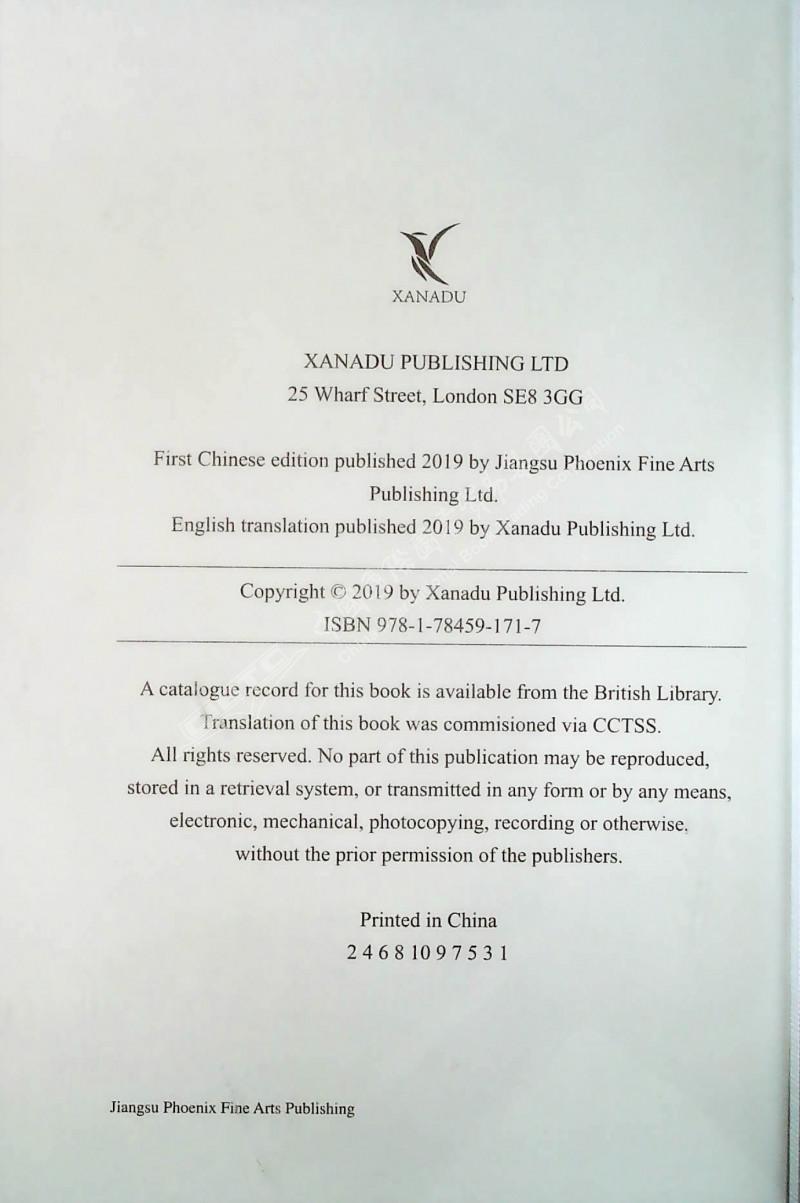 XANADU
XANADU PUBLISHING LTD
25 Wharf Street, London SE8 3GG
First Chinese edition published 2019 by Jiangsu Phoenix Fine Arts
Publishing Ltd.
English translation published 2019 by Xanadu Publishing Ltd.
Copyright © 2019 by Xanadu Publishing Ltd.
ISBN 978-1-78459-171-7
A catalogue record for this book is available from the British Library.
Translation of this book was commisioned via CCTSS.
All rights reserved. No part of this publication may be reproduced,
stored in a retrieval system, or transmitted in any form or by any means,
electronic, mechanical, photocopying, recording or otherwise,
without the prior permission of the publishers.
Printed in China
2 4 6 8 10 9 7 5 3 1
Jiangsu Phoenix Fine Arts Publishing